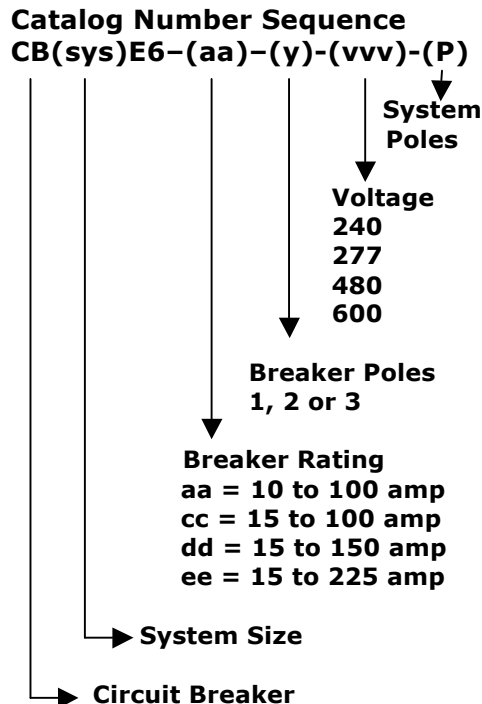 Catalog Number Sequence
CB(sys)E6–(aa)–(y)-(vvv)-(P)
System
Poles
Voltage
240
277
480
600
Breaker Poles
1, 2 or 3
Breaker Rating
aa = 10 to 100 amp
cc = 15 to 100 amp
dd = 15 to 150 amp
ee = 15 to 225 amp
System Size
Circuit Breaker